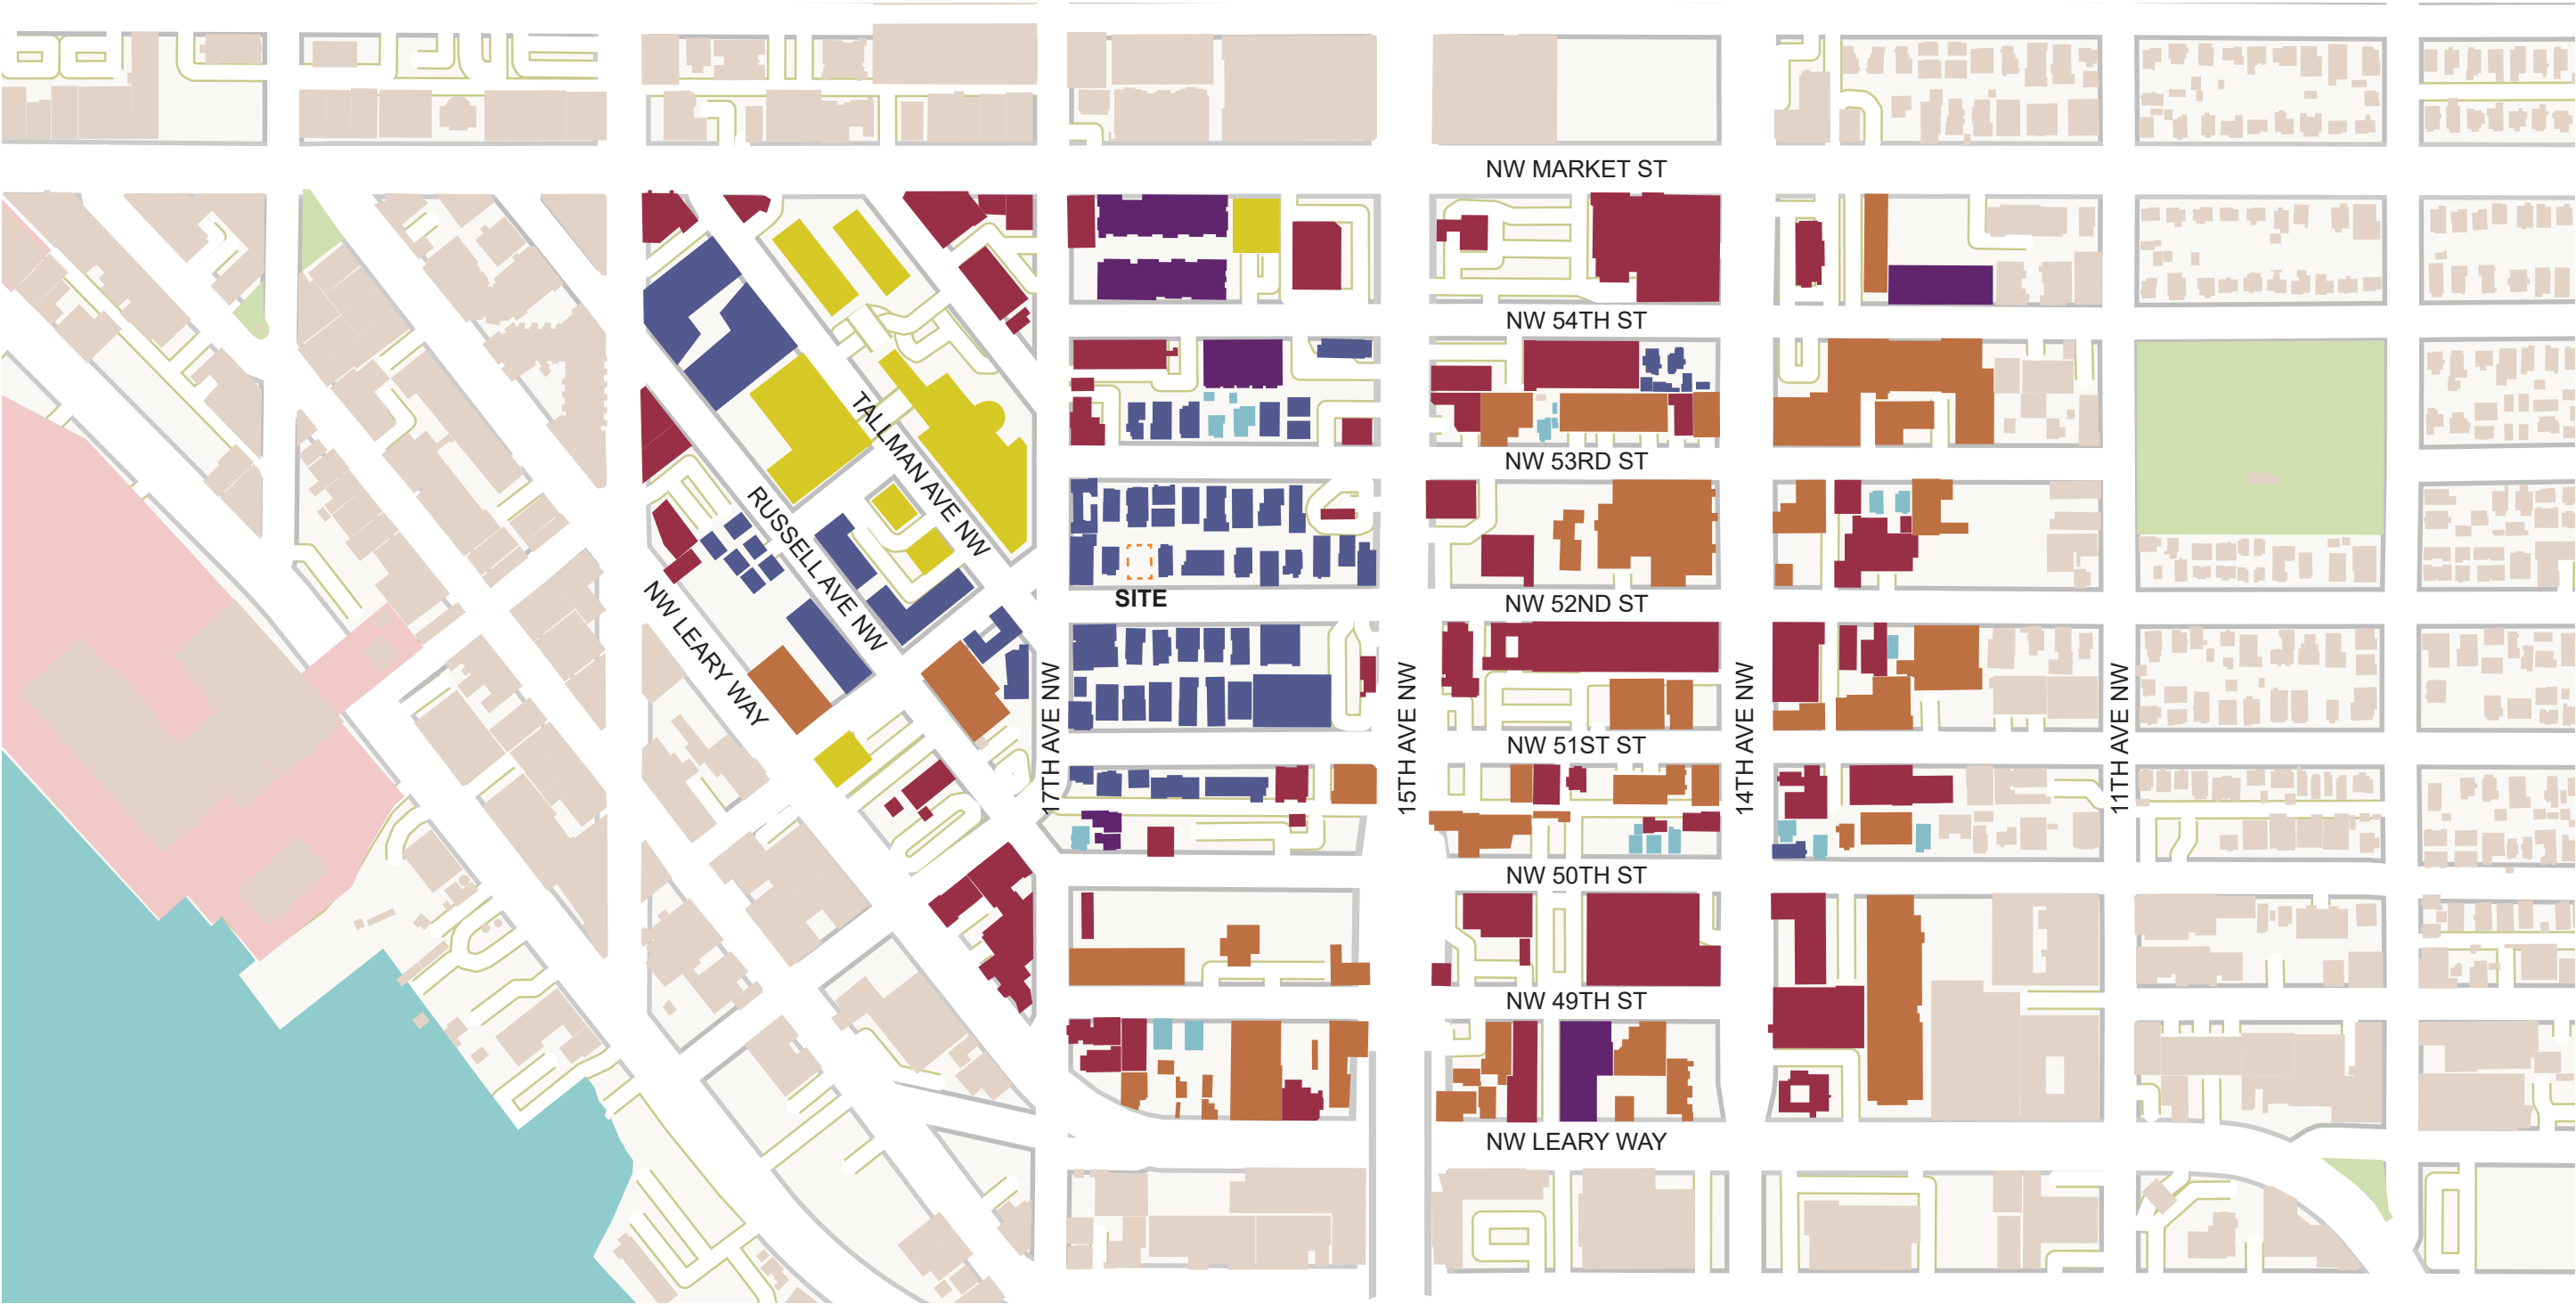 NW MARKET ST
NW 54TH ST
TALLMAN AVE NW
NW 53RD ST
RUSSELL AVE NW
SITE
NW 52ND ST
NW LEARY WAY
17TH AVE NW
15TH AVE NW
14TH AVE NW
11TH AVE NW
NW 51ST ST
NW 50TH ST
NW 49TH ST
NW LEARY WAY